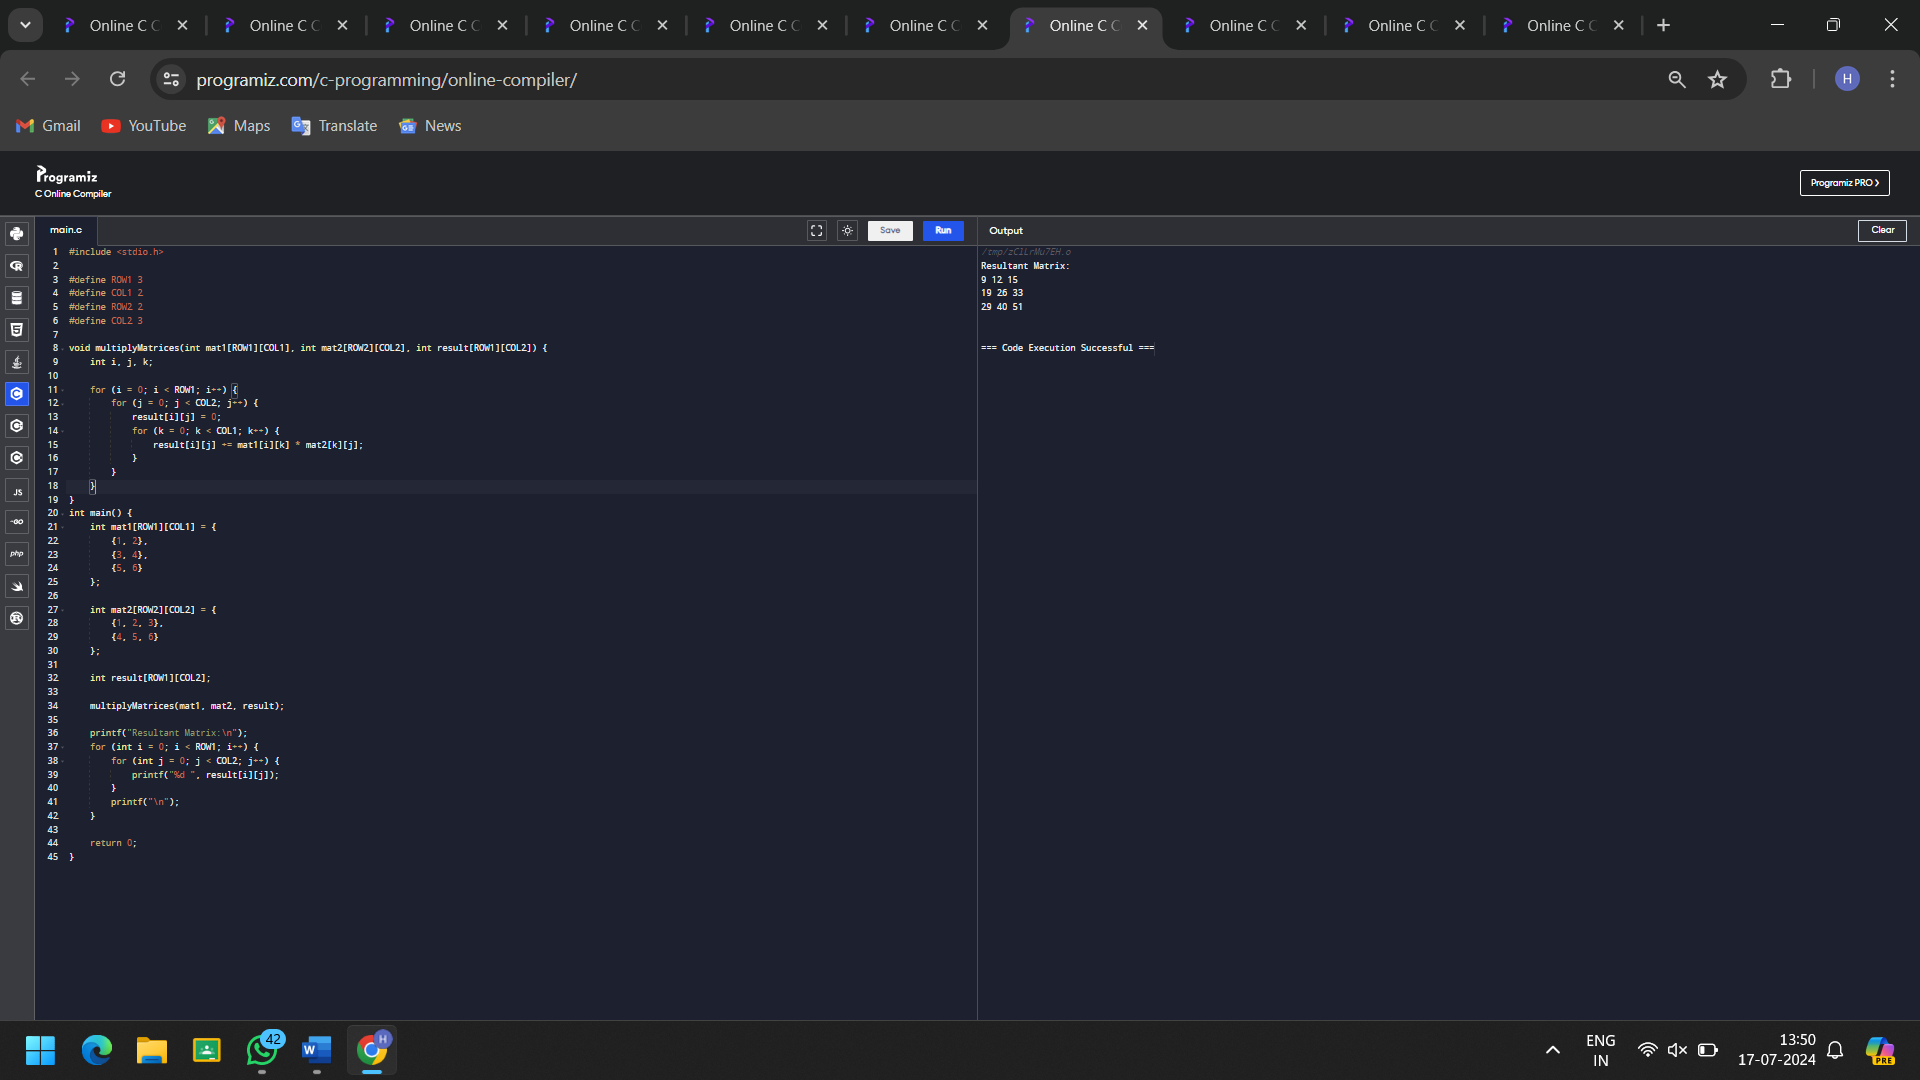 Online C C Online C C Online C C Online C C Online C C Online C C Online C C Online C C Online C C Online C C
programiz.com/c-programming/online-compiler/
H
Gmail YouTube Maps Translate News
Programiz
C Online Compiler
Programiz PRO >
main.c
Save
Run
Output
Clear
1 #include <stdio.h>
2
3 #define ROW1 3
4 #define COL1 2
5 #define ROW2 2
6 #define COL2 3
7
8 void multiplyMatrices(int mat1[ROW1][COL1], int mat2[ROW2][COL2], int result[ROW1][COL2]) {
9 int i, j, k;
10
11 for (i = 0; i < ROW1; i++) {
12 for (j = 0; j < COL2; j++) {
13 result[i][j] = 0;
14 for (k = 0; k < COL1; k++) {
15 result[i][j] += mat1[i][k] * mat2[k][j];
16 }
17 }
18 }
19 }
20 int main() {
21 int mat1[ROW1][COL1] = {
22 {1, 2},
23 {3, 4},
24 {5, 6}
25 };
26
27 int mat2[ROW2][COL2] = {
28 {1, 2, 3},
29 {4, 5, 6}
30 };
31
32 int result[ROW1][COL2];
33
34 multiplyMatrices(mat1, mat2, result);
35
36 printf("Resultant Matrix:\n");
37 for (int i = 0; i < ROW1; i++) {
38 for (int j = 0; j < COL2; j++) {
39 printf("%d ", result[i][j]);
40 }
41 printf("\n");
42 }
43
44 return 0;
45 }
/tmp/zClLrMu7EH.o
Resultant Matrix:
9 12 15
19 26 33
29 40 51
=== Code Execution Successful ===
JS
GO
php
42
W
H
ENG
IN
13:50
17-07-2024
PRE